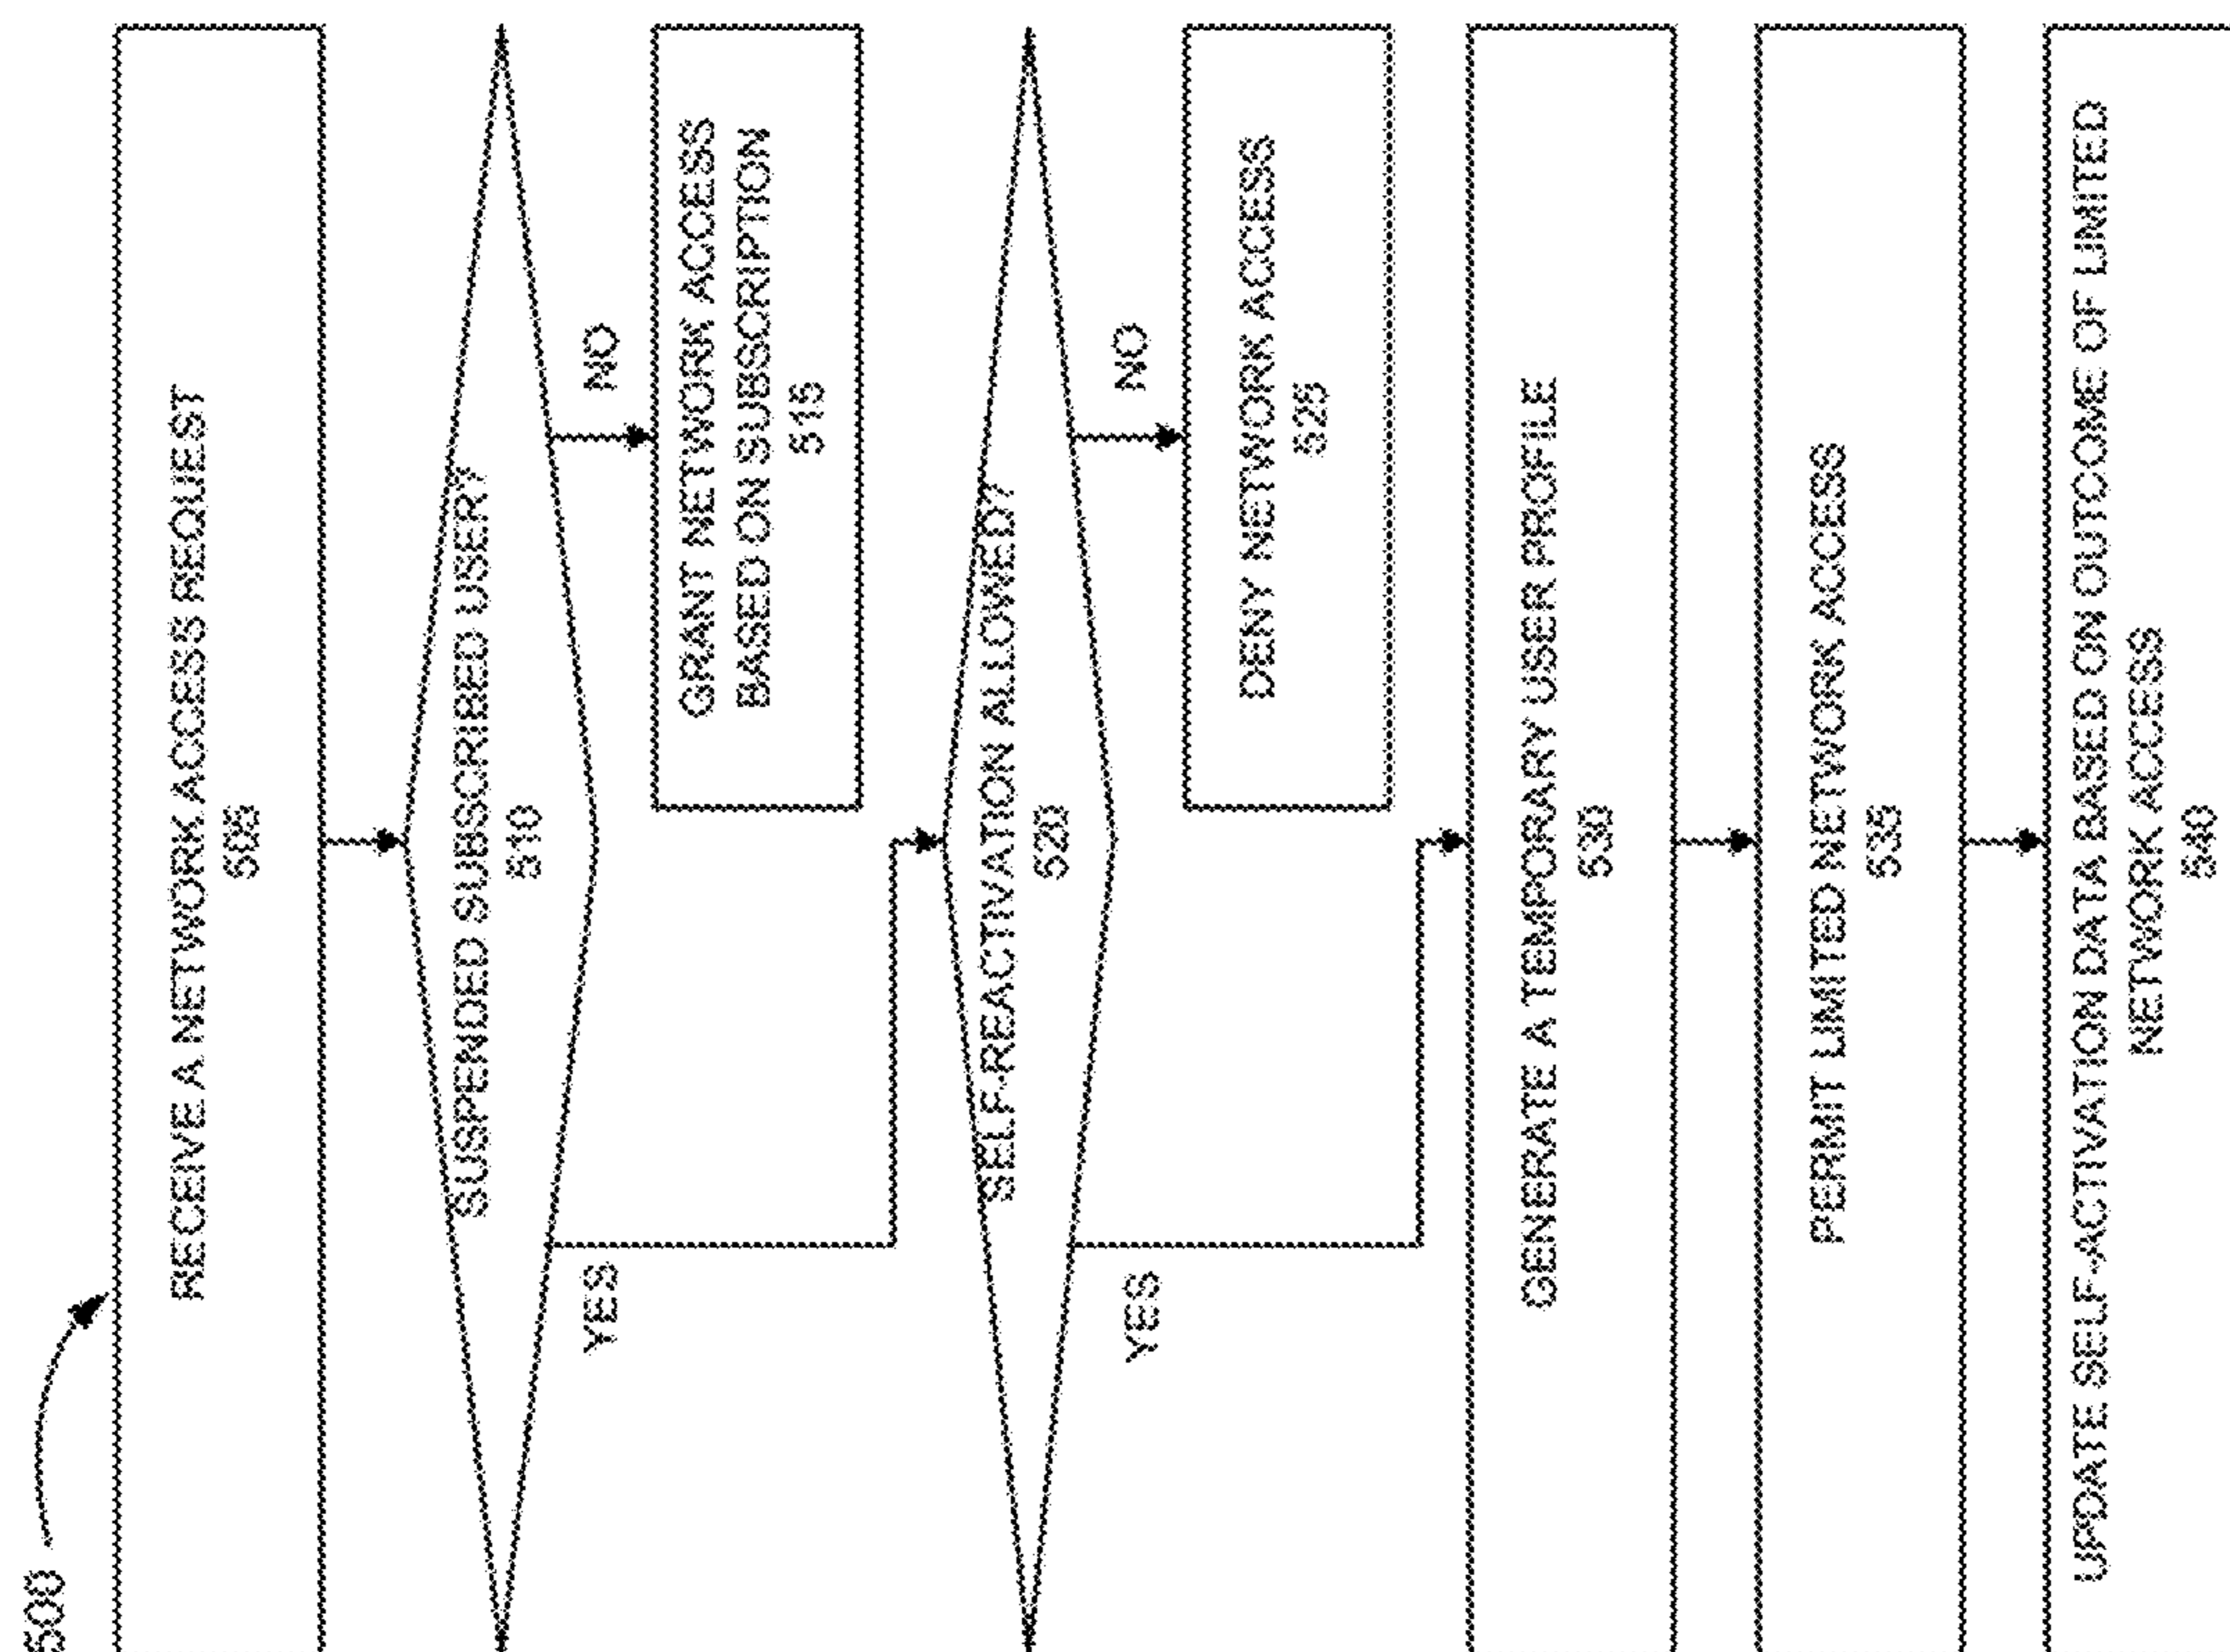 500
RECEIVE A NETWORK ACCESS REQUEST
505
SUSPENDED SUBSCRIBED USER?
510
NO
YES
GRANT NETWORK ACCESS
BASED ON SUBSCRIPTION
515
SELF-REACTIVATION ALLOWED?
520
NO
YES
DENY NETWORK ACCESS
525
GENERATE A TEMPORARY USER PROFILE
530
PERMIT LIMITED NETWORK ACCESS
535
UPDATE SELF-ACTIVATION DATA BASED ON OUTCOME OF LIMITED
NETWORK ACCESS
540